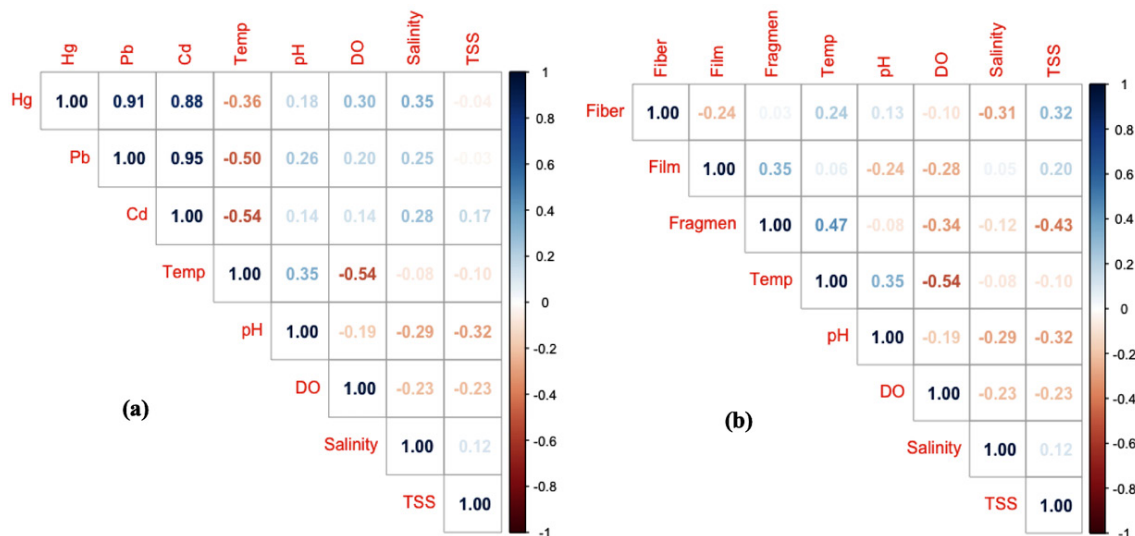 Hg Pb Cd Temp pH DO Salinity TSS
Hg 1.00 0.91 0.88 -0.36 0.18 0.30 0.35 -0.04
Pb 1.00 0.95 -0.50 0.26 0.20 0.25 -0.03
Cd 1.00 -0.54 0.14 0.14 0.28 0.17
Temp 1.00 0.35 -0.54 -0.08 -0.10
pH 1.00 -0.19 -0.29 -0.32
DO 1.00 -0.23 -0.23
Salinity 1.00 0.12
TSS 1.00
1
0.8
0.6
0.4
0.2
0
-0.2
-0.4
-0.6
-0.8
-1
(a)
Fiber Film Fragmen Temp pH DO Salinity TSS
Fiber 1.00 -0.24 0.03 0.24 0.13 -0.10 -0.31 0.32
Film 1.00 0.35 0.06 -0.24 -0.28 0.05 0.20
Fragmen 1.00 0.47 -0.08 -0.34 -0.12 -0.43
Temp 1.00 0.35 -0.54 -0.08 -0.10
pH 1.00 -0.19 -0.29 -0.32
DO 1.00 -0.23 -0.23
Salinity 1.00 0.12
TSS 1.00
1
0.8
0.6
0.4
0.2
0
-0.2
-0.4
-0.6
-0.8
-1
(b)